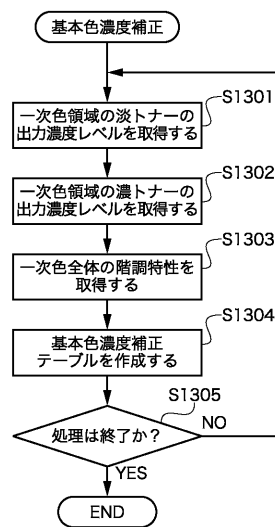 基本色濃度補正
S1301
一次色領域の淡トナーの
出力濃度レベルを取得する
S1302
一次色領域の濃トナーの
出力濃度レベルを取得する
S1303
一次色全体の階調特性を
取得する
S1304
基本色濃度補正
テーブルを作成する
S1305
処理は終了か?
NO
YES
END